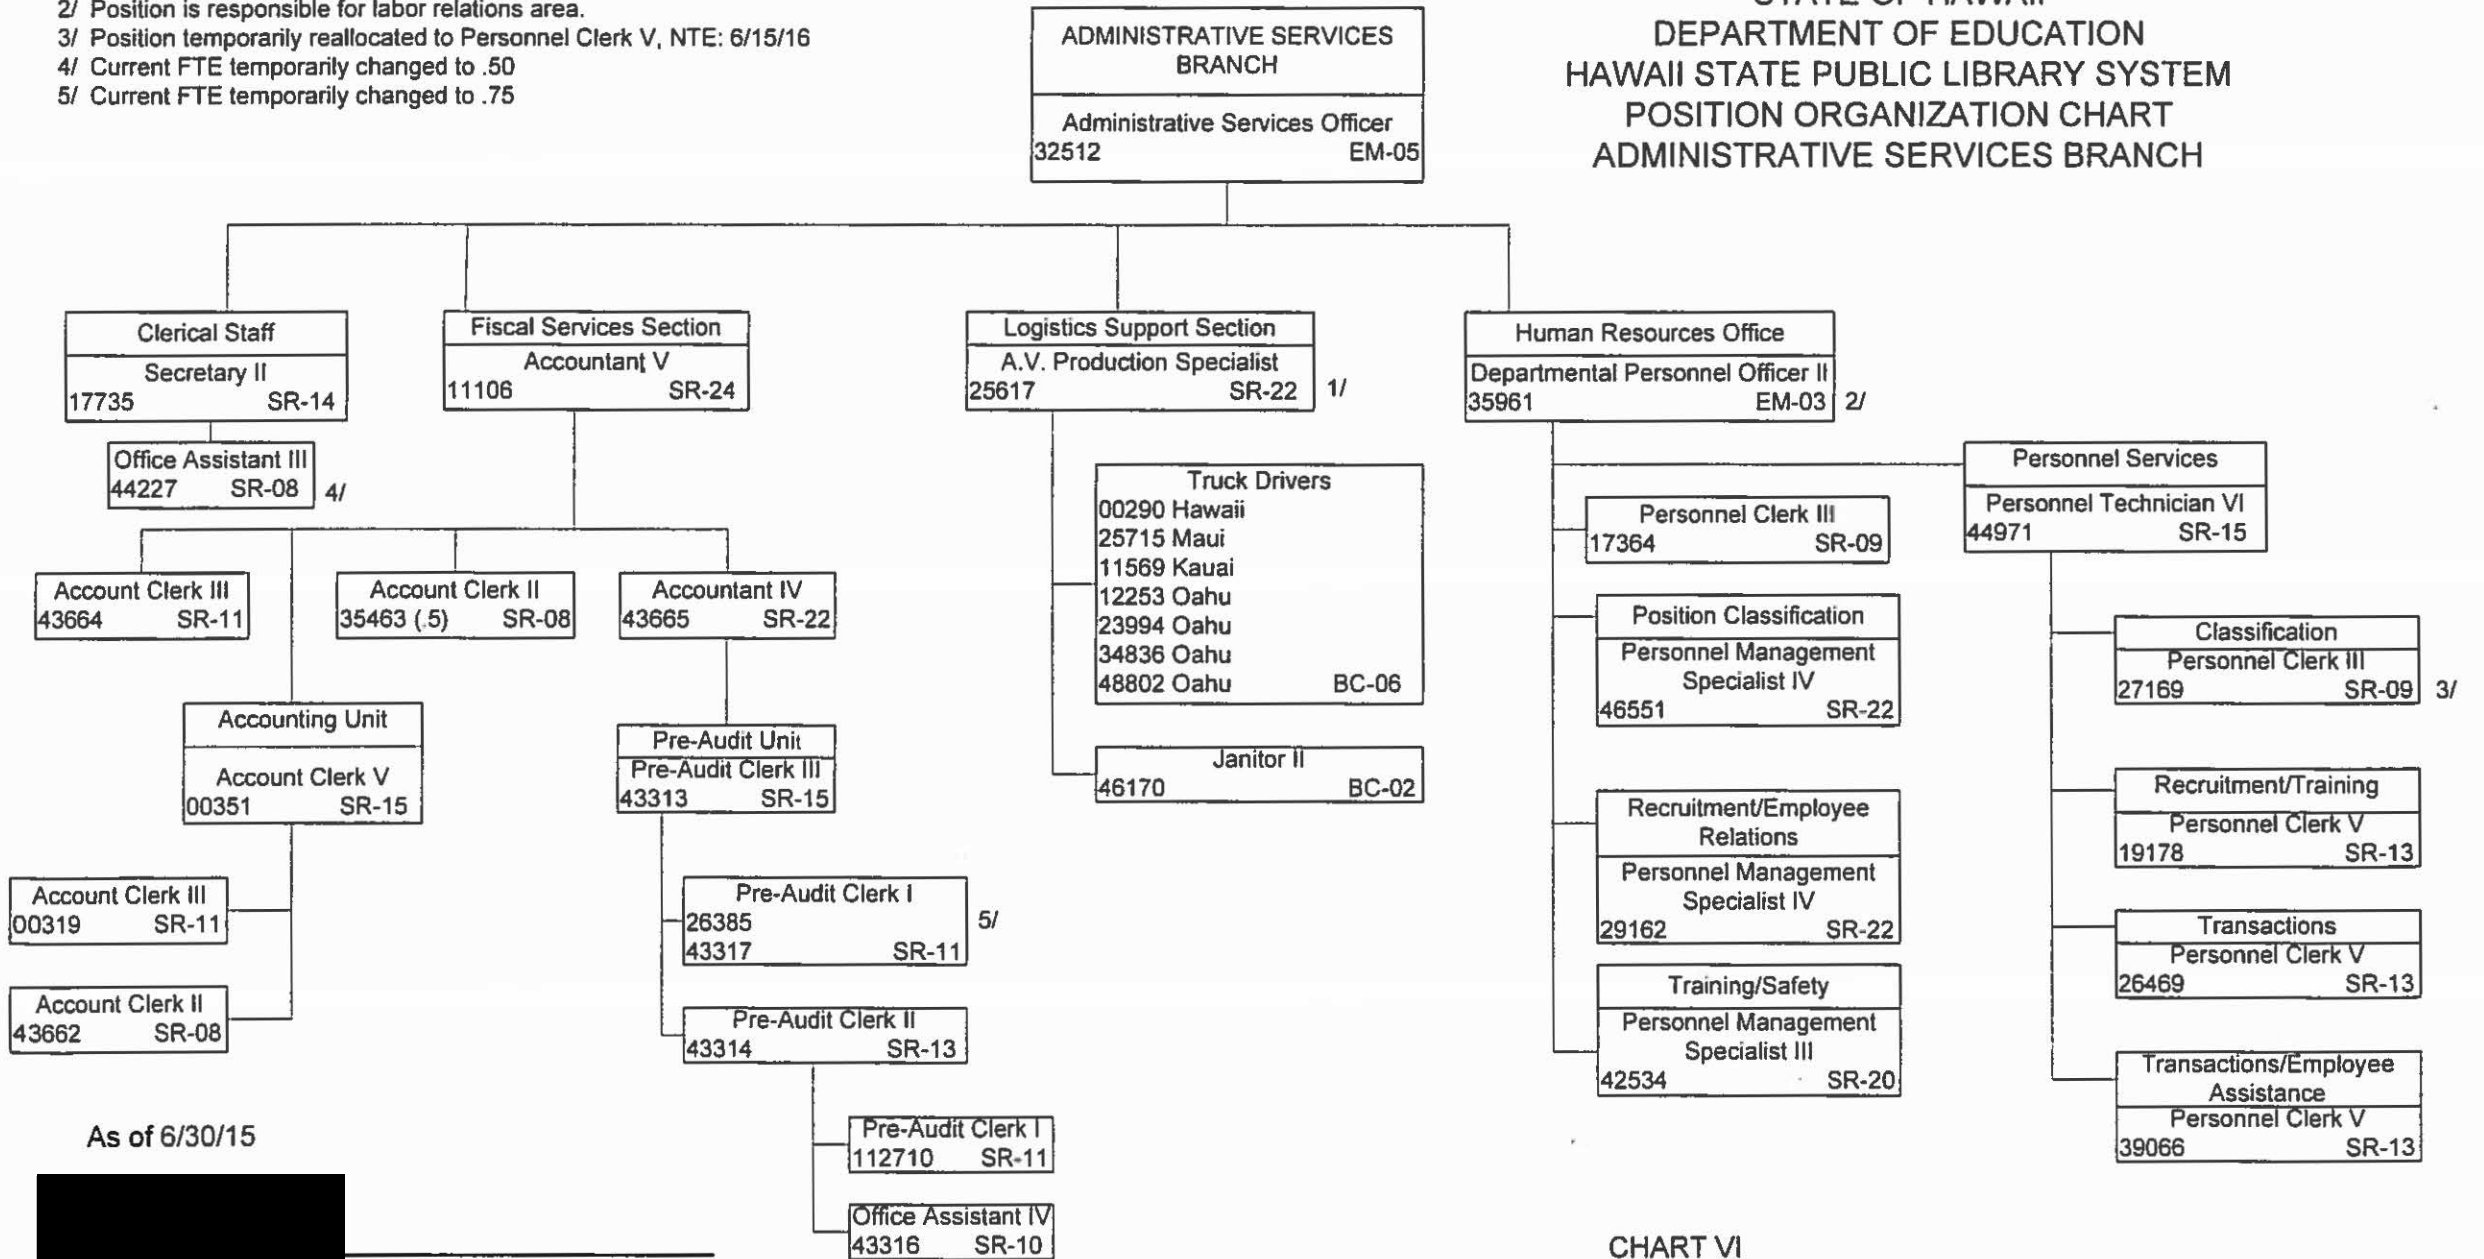 2/ Position is responsible for labor relations area.
3/ Position temporarily reallocated to Personnel Clerk V, NTE: 6/15/16
4/ Current FTE temporarily changed to .50
5/ Current FTE temporarily changed to .75
STATE OF HAWAII
DEPARTMENT OF EDUCATION
HAWAII STATE PUBLIC LIBRARY SYSTEM
POSITION ORGANIZATION CHART
ADMINISTRATIVE SERVICES BRANCH
ADMINISTRATIVE SERVICES
BRANCH
Administrative Services Officer
32512 EM-05
Clerical Staff
Secretary II
17735 SR-14
Office Assistant III
44227 SR-08 4/
Fiscal Services Section
Accountant V
11106 SR-24
Account Clerk III
43664 SR-11
Account Clerk II
35463 (.5) SR-08
Accountant IV
43665 SR-22
Accounting Unit
Account Clerk V
00351 SR-15
Account Clerk III
00319 SR-11
Account Clerk II
43662 SR-08
Pre-Audit Unit
Pre-Audit Clerk III
43313 SR-15
Pre-Audit Clerk I
26385 5/
43317 SR-11
Pre-Audit Clerk II
43314 SR-13
Pre-Audit Clerk I
112710 SR-11
Office Assistant IV
43316 SR-10
Logistics Support Section
A.V. Production Specialist
25617 SR-22 1/
Truck Drivers
00290 Hawaii
25715 Maui
11569 Kauai
12253 Oahu
23994 Oahu
34836 Oahu
48802 Oahu BC-06
Janitor II
46170 BC-02
Human Resources Office
Departmental Personnel Officer II
35961 EM-03 2/
Personnel Clerk III
17364 SR-09
Position Classification
Personnel Management
Specialist IV
46551 SR-22
Recruitment/Employee
Relations
Personnel Management
Specialist IV
29162 SR-22
Training/Safety
Personnel Management
Specialist III
42534 SR-20
Personnel Services
Personnel Technician VI
44971 SR-15
Classification
Personnel Clerk III
27169 SR-09 3/
Recruitment/Training
Personnel Clerk V
19178 SR-13
Transactions
Personnel Clerk V
26469 SR-13
Transactions/Employee
Assistance
Personnel Clerk V
39066 SR-13
As of 6/30/15
CHART VI